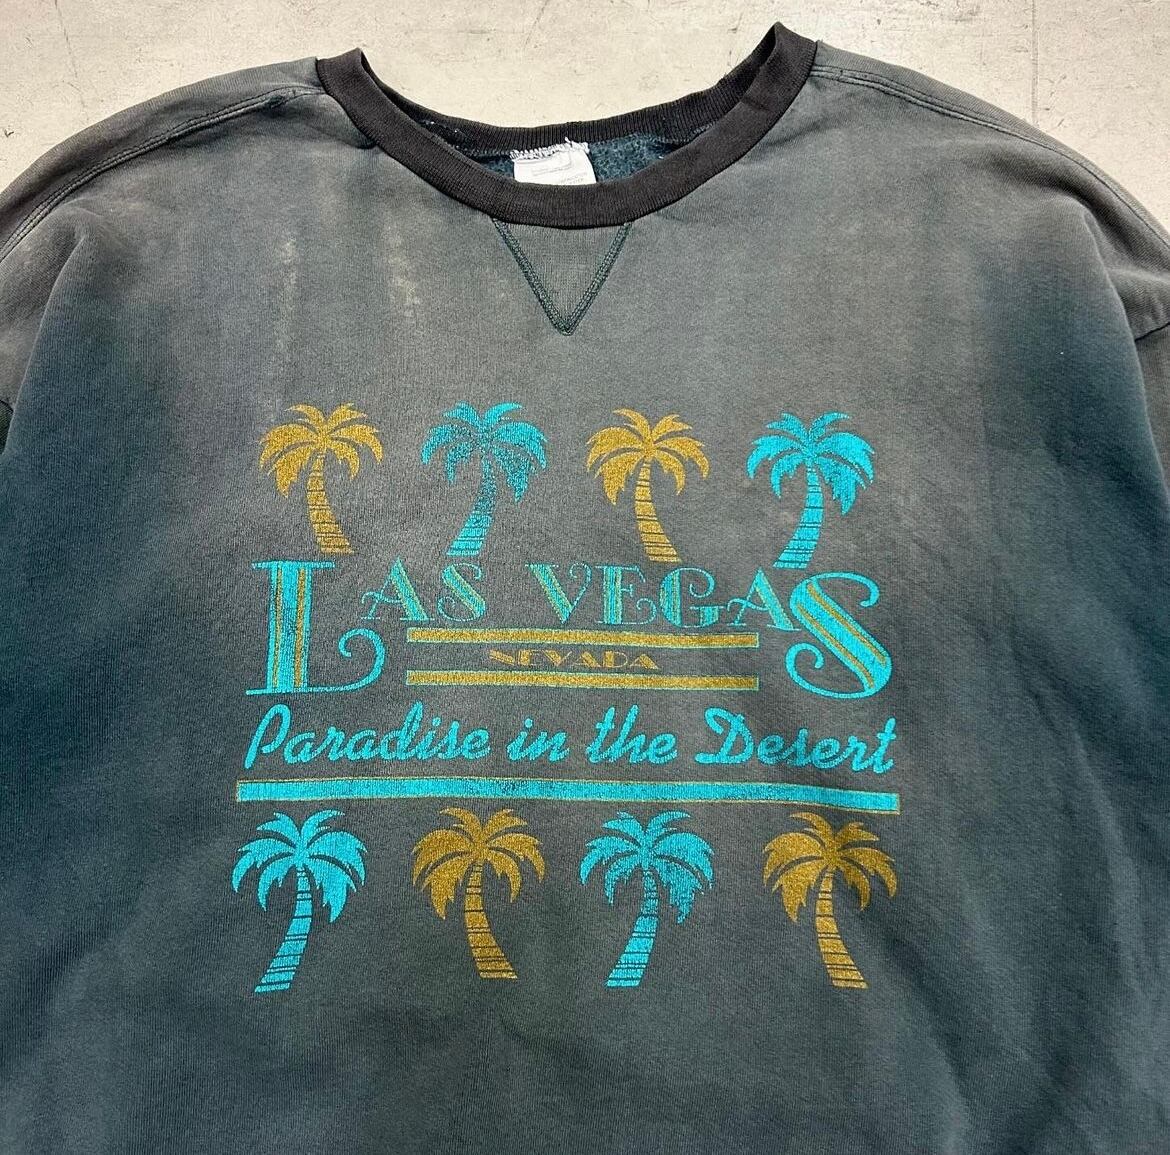 LAS VEGAS
NEVADA
Paradise in the Desert